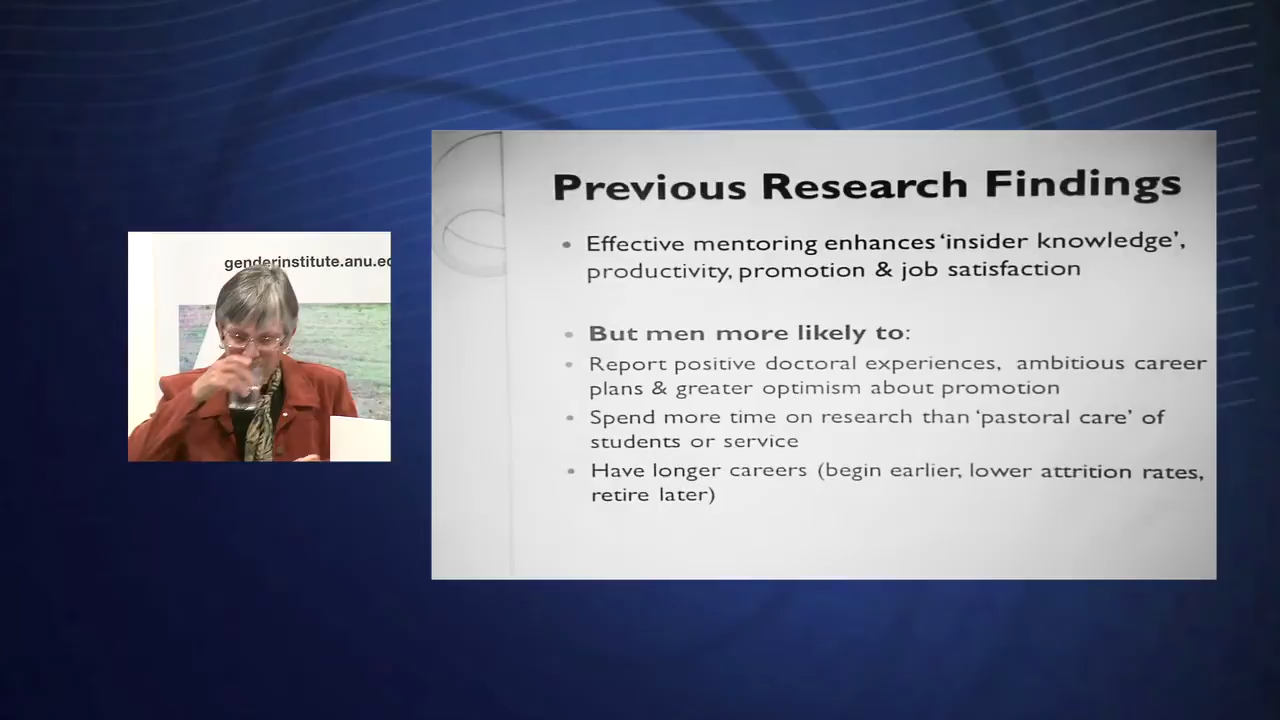 genderinstitute.anu.ed
Previous Research Findings
• Effective mentoring enhances ‘insider knowledge’,
productivity, promotion & job satisfaction
• But men more likely to:
• Report positive doctoral experiences, ambitious career
plans & greater optimism about promotion
• Spend more time on research than ‘pastoral care’ of
students or service
• Have longer careers (begin earlier, lower attrition rates,
retire later)